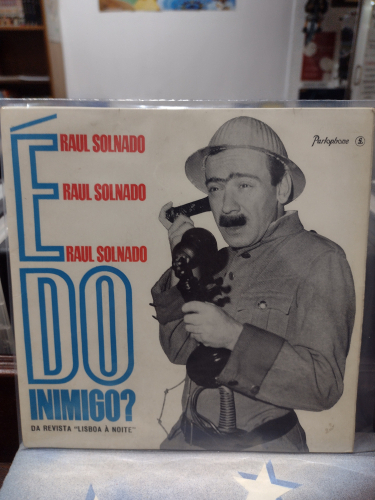 É
RAUL SOLNADO
RAUL SOLNADO
RAUL SOLNADO
DO
INIMIGO?
DA REVISTA "LISBOA À NOITE"
Parlophone